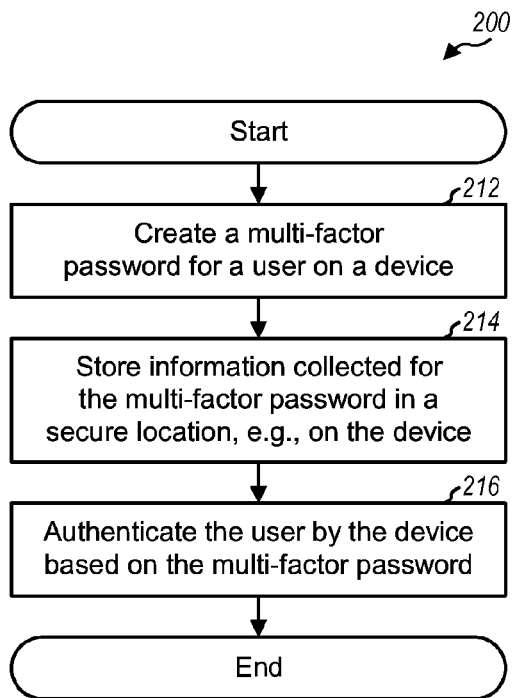 200
Start
212
Create a multi-factor
password for a user on a device
214
Store information collected for
the multi-factor password in a
secure location, e.g., on the device
216
Authenticate the user by the device
based on the multi-factor password
End